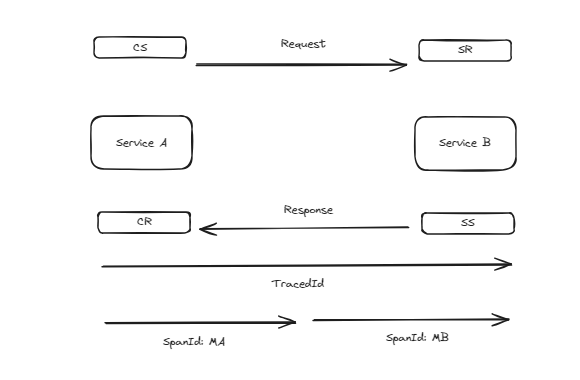 CS
Request
SR
Service A
Service B
CR
Response
SS
TracedId
SpanId: MA
SpanId: MB